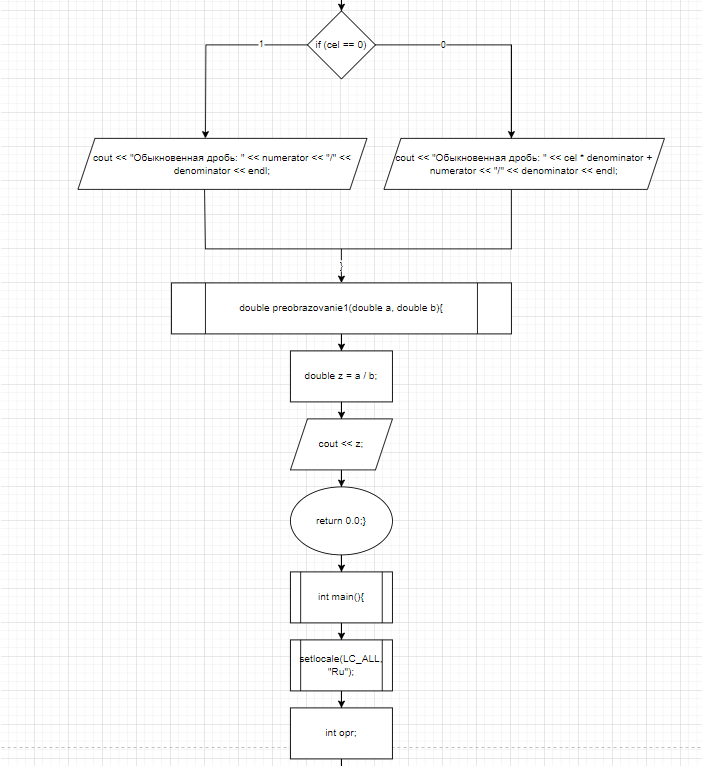 if (cel == 0)
1
0
cout << "Обыкновенная дробь: " << numerator << "/" <<
denominator << endl;
cout << "Обыкновенная дробь: " << cel * denominator +
numerator << "/" << denominator << endl;
}
double preobrazovanie1(double a, double b){
double z = a / b;
cout << z;
return 0.0;}
int main(){
setlocale(LC_ALL,
"Ru");
int opr;